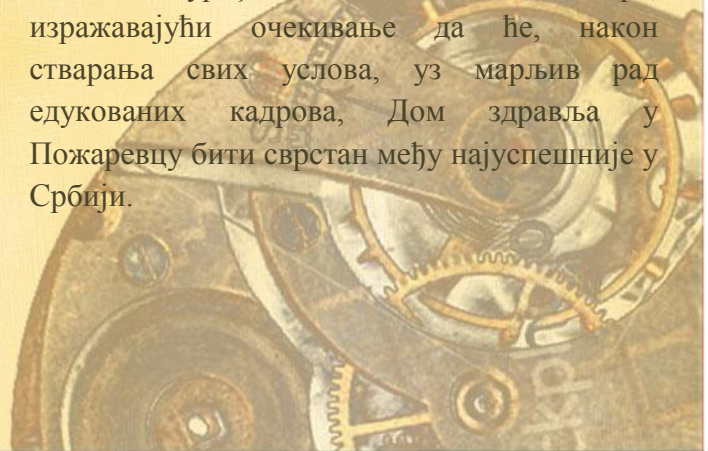 изражавајући очекивање да ће, након
стварања свих услова, уз марљив рад
едукованих кадрова, Дом здравља у
Пожаревцу бити сврстан међу најуспешније у
Србији.